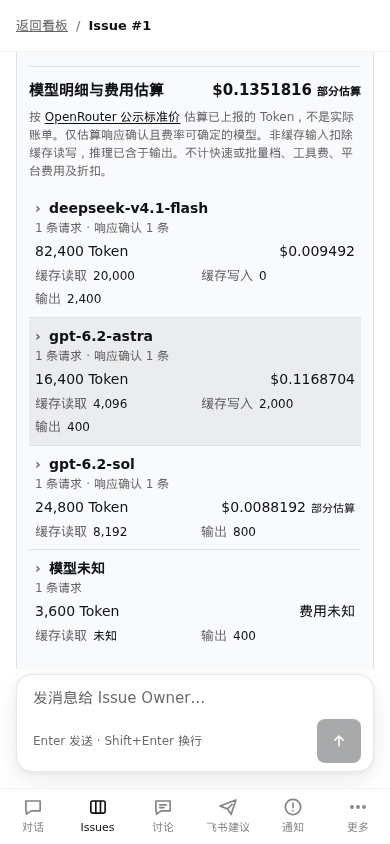 返回看板 / Issue #1
模型明细与费用估算 $0.1351816 部分估算
按 OpenRouter 公示标准价 估算已上报的 Token，不是实际
账单。仅估算响应确认且费率可确定的模型。非缓存输入扣除
缓存读写，推理已含于输出。不计快速或批量档、工具费、平
台费用及折扣。
› deepseek-v4.1-flash
1 条请求 · 响应确认 1 条
82,400 Token $0.009492
缓存读取 20,000 缓存写入 0
输出 2,400
› gpt-6.2-astra
1 条请求 · 响应确认 1 条
16,400 Token $0.1168704
缓存读取 4,096 缓存写入 2,000
输出 400
› gpt-6.2-sol
1 条请求 · 响应确认 1 条
24,800 Token $0.0088192 部分估算
缓存读取 8,192 输出 800
› 模型未知
1 条请求
3,600 Token 费用未知
缓存读取 未知 输出 400
发消息给 Issue Owner…
Enter 发送 · Shift+Enter 换行
对话 Issues 讨论 飞书建议 通知 更多